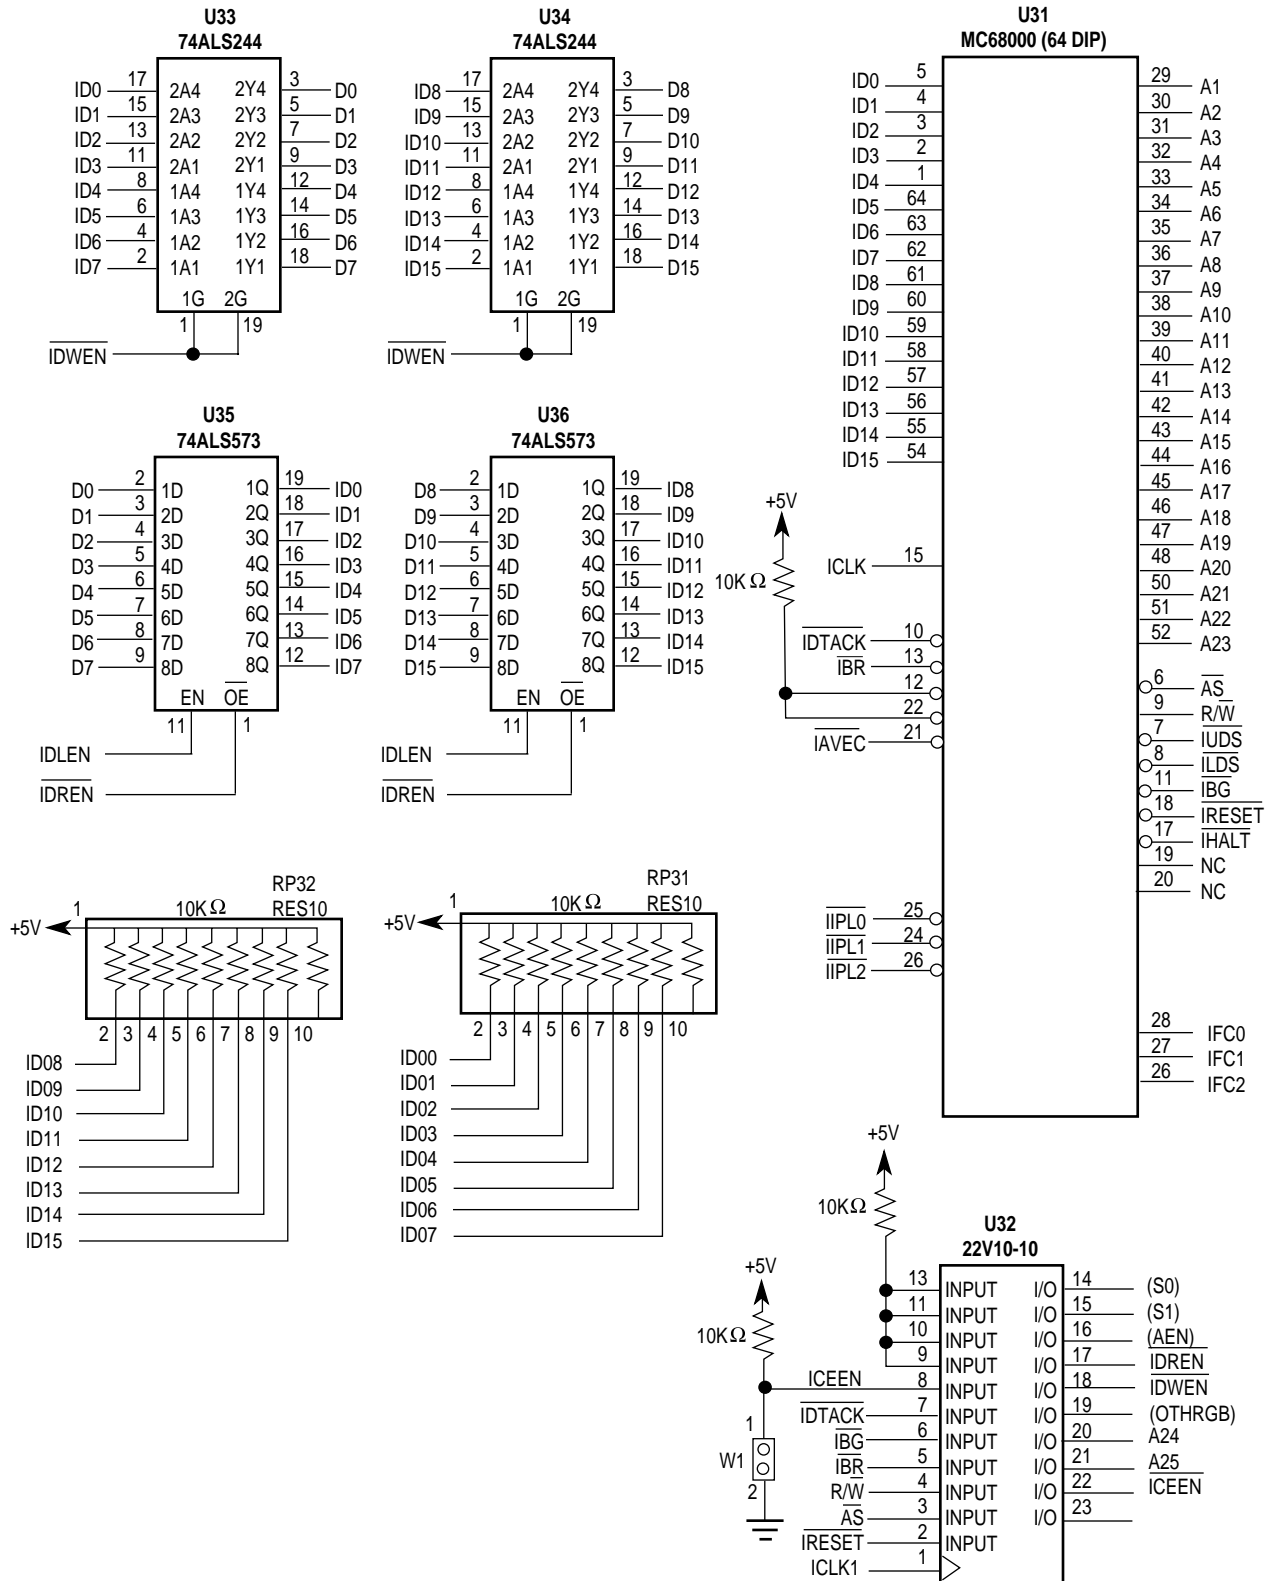 U33
74ALS244
ID0 17 2A4 2Y4 3 D0
ID1 15 2A3 2Y3 5 D1
ID2 13 2A2 2Y2 7 D2
ID3 11 2A1 2Y1 9 D3
ID4 8 1A4 1Y4 12 D4
ID5 6 1A3 1Y3 14 D5
ID6 4 1A2 1Y2 16 D6
ID7 2 1A1 1Y1 18 D7
1G 2G
1 19
IDWEN
U34
74ALS244
ID8 17 2A4 2Y4 3 D8
ID9 15 2A3 2Y3 5 D9
ID10 13 2A2 2Y2 7 D10
ID11 11 2A1 2Y1 9 D11
ID12 8 1A4 1Y4 12 D12
ID13 6 1A3 1Y3 14 D13
ID14 4 1A2 1Y2 16 D14
ID15 2 1A1 1Y1 18 D15
1G 2G
1 19
IDWEN
U35
74ALS573
D0 2 1D 1Q 19 ID0
D1 3 2D 2Q 18 ID1
D2 4 3D 3Q 17 ID2
D3 5 4D 4Q 16 ID3
D4 6 5D 5Q 15 ID4
D5 7 6D 6Q 14 ID5
D6 8 7D 7Q 13 ID6
D7 9 8D 8Q 12 ID7
EN OE
11 1
IDLEN
IDREN
U36
74ALS573
D8 2 1D 1Q 19 ID8
D9 3 2D 2Q 18 ID9
D10 4 3D 3Q 17 ID10
D11 5 4D 4Q 16 ID11
D12 6 5D 5Q 15 ID12
D13 7 6D 6Q 14 ID13
D14 8 7D 7Q 13 ID14
D15 9 8D 8Q 12 ID15
EN OE
11 1
IDLEN
IDREN
RP32
+5V 1 10KΩ RES10
2 3 4 5 6 7 8 9 10
ID08
ID09
ID10
ID11
ID12
ID13
ID14
ID15
RP31
+5V 1 10KΩ RES10
2 3 4 5 6 7 8 9 10
ID00
ID01
ID02
ID03
ID04
ID05
ID06
ID07
U31
MC68000 (64 DIP)
ID0 5
ID1 4
ID2 3
ID3 2
ID4 1
ID5 64
ID6 63
ID7 62
ID8 61
ID9 60
ID10 59
ID11 58
ID12 57
ID13 56
ID14 55
ID15 54
+5V
10KΩ
ICLK 15
IDTACK 10
IBR 13
12
22
IAVEC 21
IIPL0 25
IIPL1 24
IIPL2 26
29 A1
30 A2
31 A3
32 A4
33 A5
34 A6
35 A7
36 A8
37 A9
38 A10
39 A11
40 A12
41 A13
42 A14
43 A15
44 A16
45 A17
46 A18
47 A19
48 A20
50 A21
51 A22
52 A23
6 AS
9 R/W
7 IUDS
8 ILDS
11 IBG
18 IRESET
17 IHALT
19 NC
20 NC
28 IFC0
27 IFC1
26 IFC2
+5V
10KΩ
U32
22V10-10
+5V
10KΩ
13 INPUT I/O 14 (S0)
11 INPUT I/O 15 (S1)
10 INPUT I/O 16 (AEN)
9 INPUT I/O 17 IDREN
ICEEN 8 INPUT I/O 18 IDWEN
IDTACK 7 INPUT I/O 19 (OTHRGB)
IBG 6 INPUT I/O 20 A24
IBR 5 INPUT I/O 21 A25
R/W 4 INPUT I/O 22 ICEEN
AS 3 INPUT I/O 23
IRESET 2 INPUT
ICLK1 1
1
W1
2